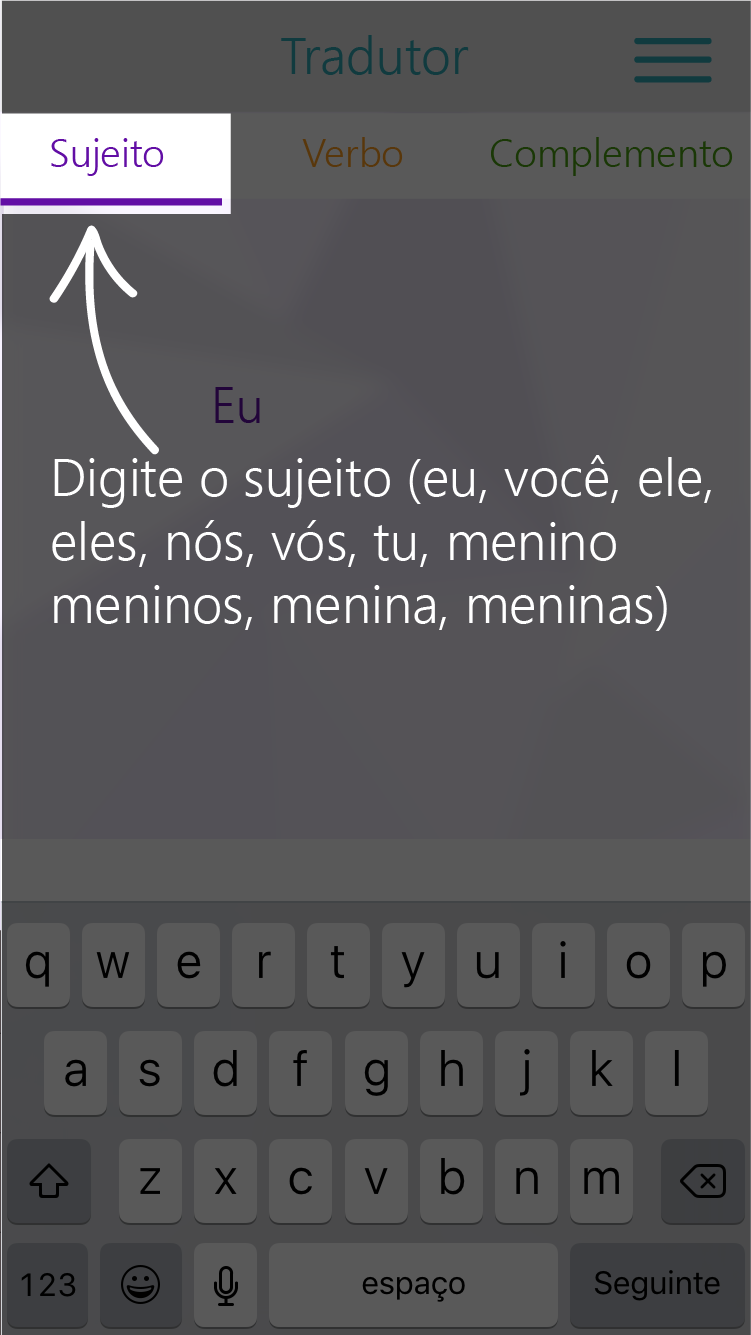 Tradutor
Sujeito Verbo Complemento
Eu
Digite o sujeito (eu, você, ele,
eles, nós, vós, tu, menino
meninos, menina, meninas)
q w e r t y u i o p
a s d f g h j k l
z x c v b n m
123 espaço Seguinte